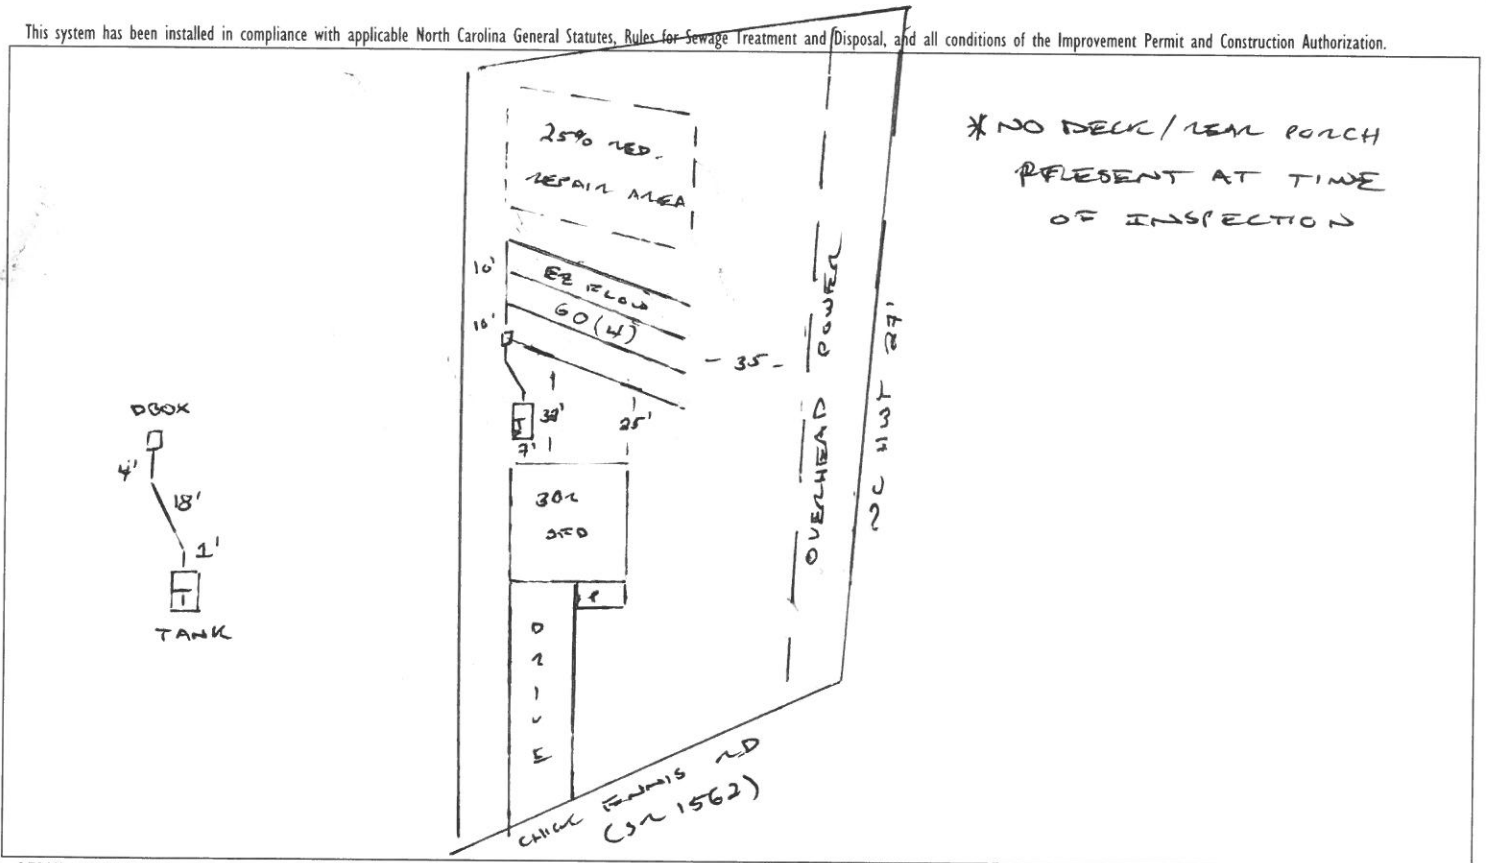 This system has been installed in compliance with applicable North Carolina General Statutes, Rules for Sewage Treatment and Disposal, and all conditions of the Improvement Permit and Construction Authorization.
* NO DECK / REAR PORCH
PRESENT AT TIME
OF INSPECTION
25% RED.
REPAIR AREA
10'
EZ FLOW
60 (4)
10'
- 35 -
OVERHEAD POWER
NC HWY 27'
T
32'
25'
7'
DBOX
4'
18'
1'
T
TANK
3BR
SFD
P
DRIVE
CHICK ENNIS RD
(SR 1562)